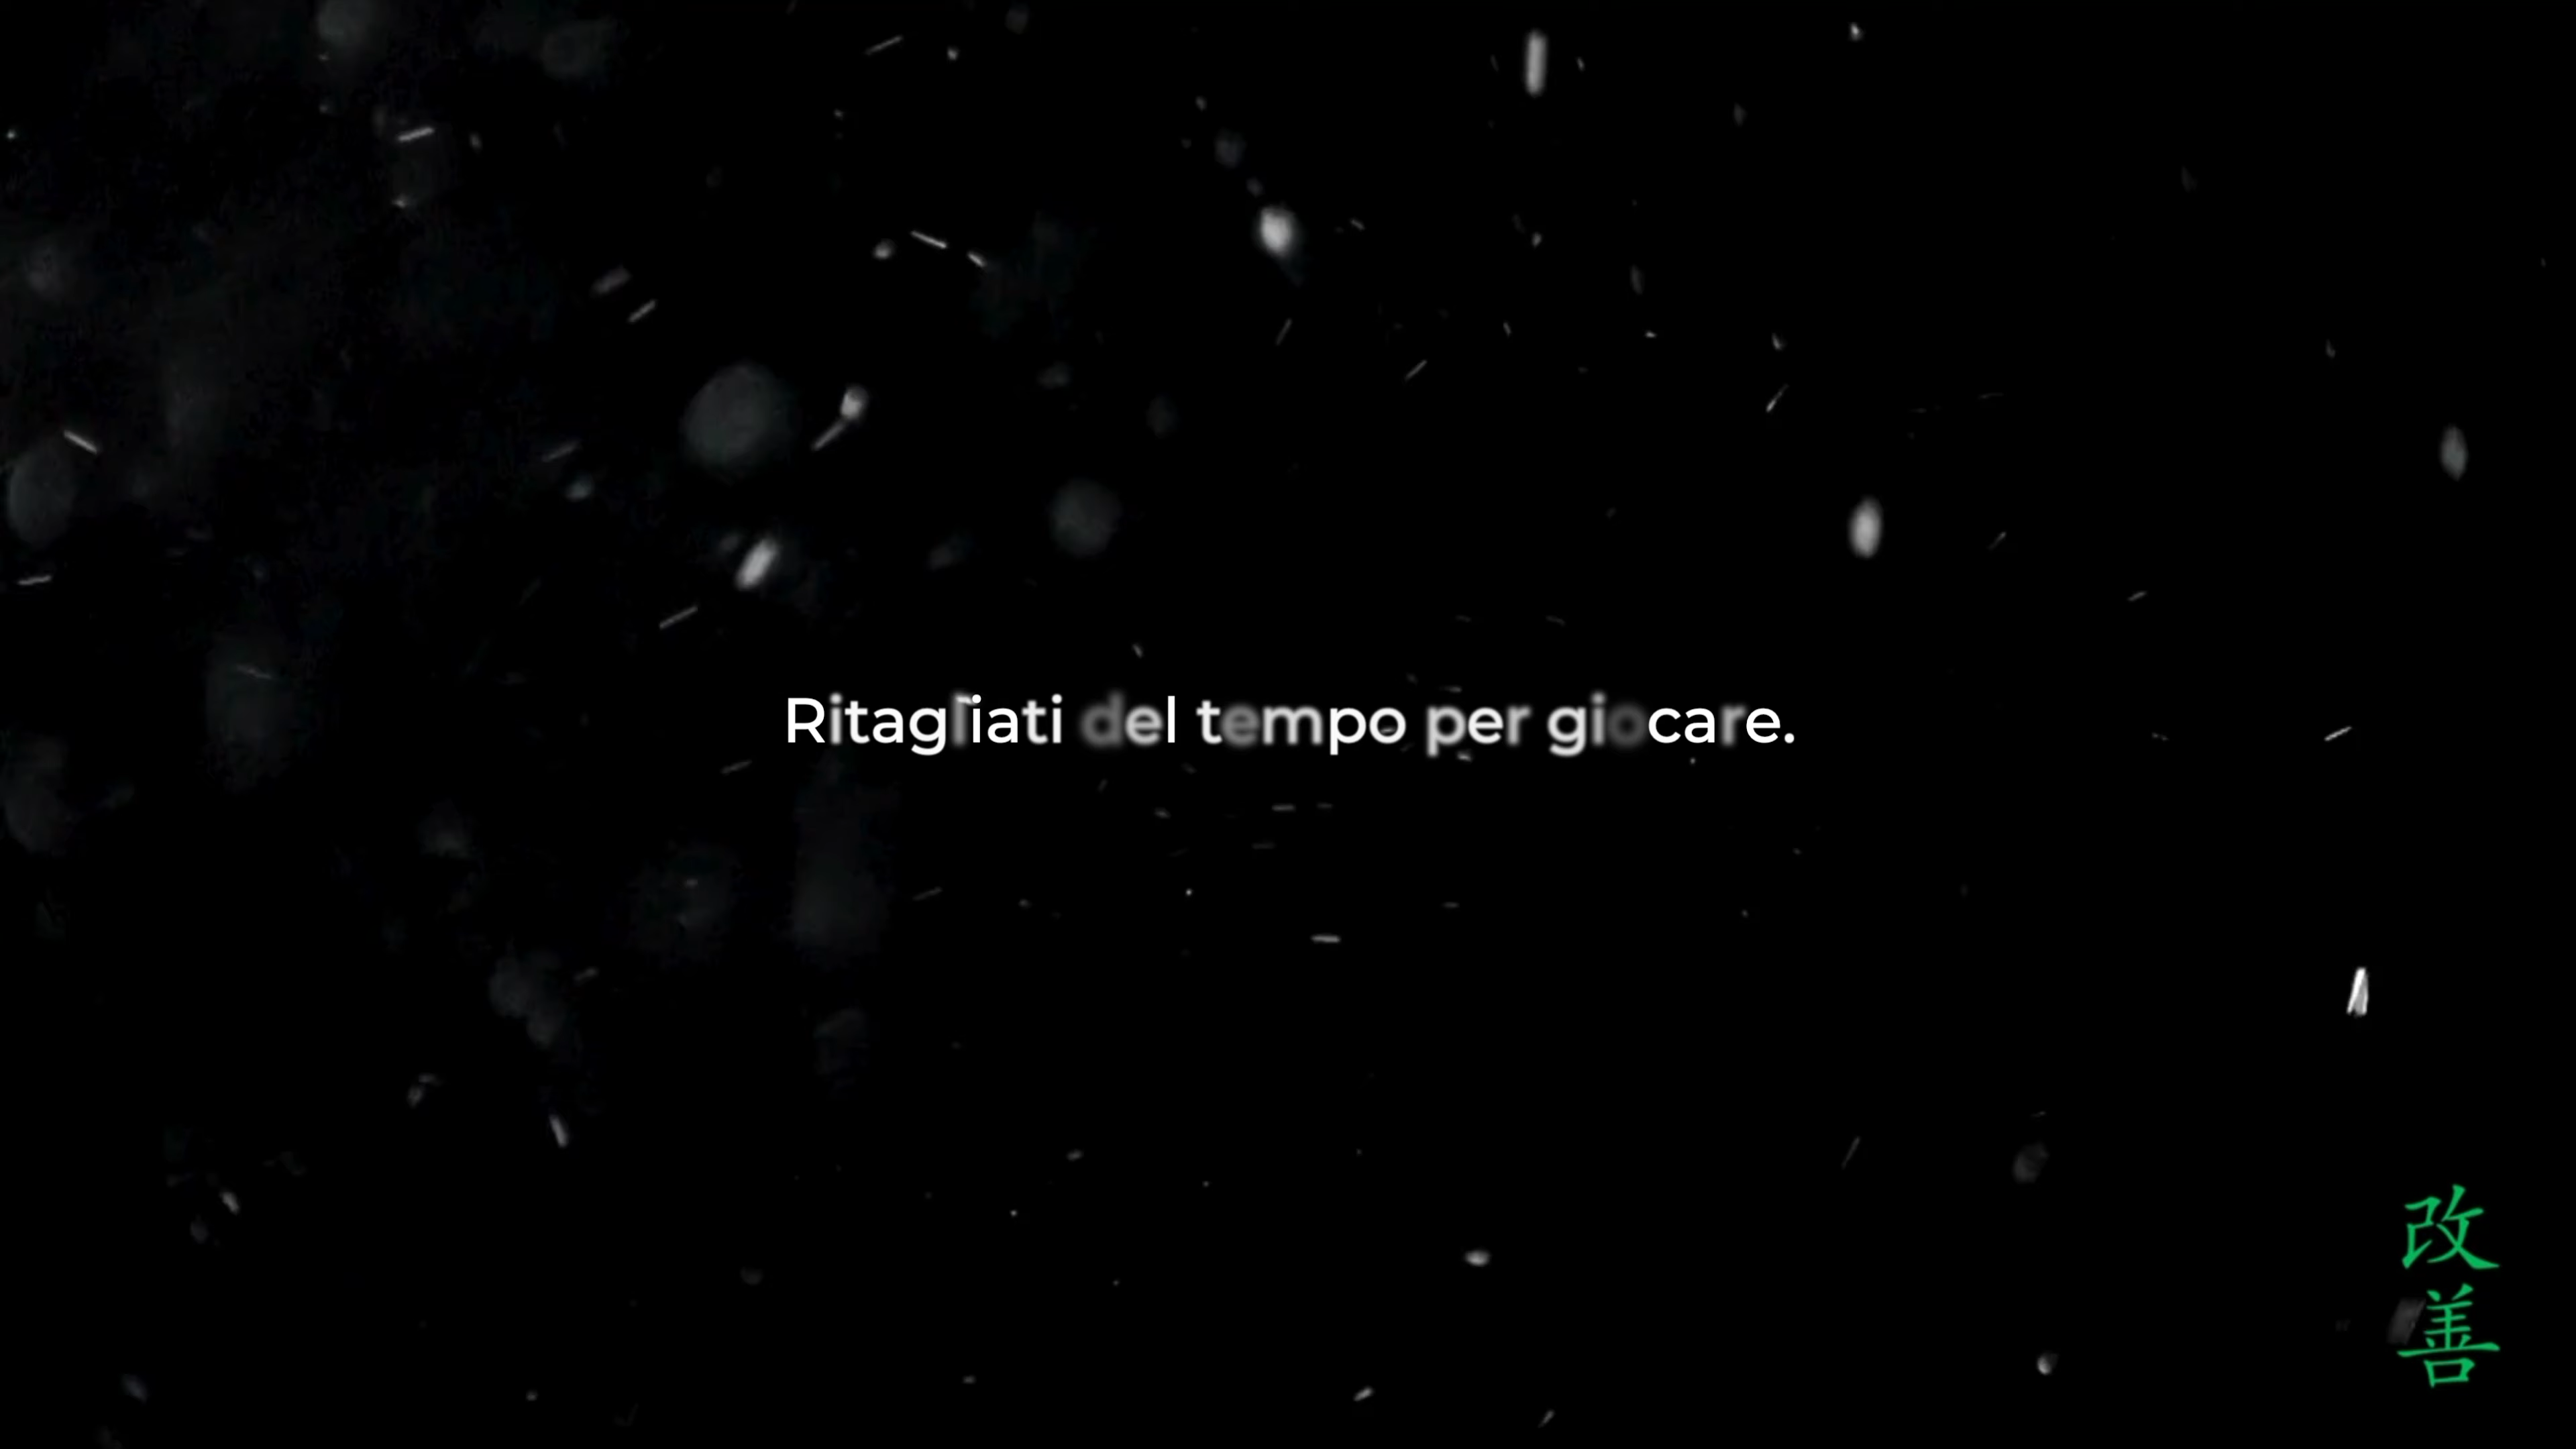 Ritagliati del tempo per giocare.
改
善